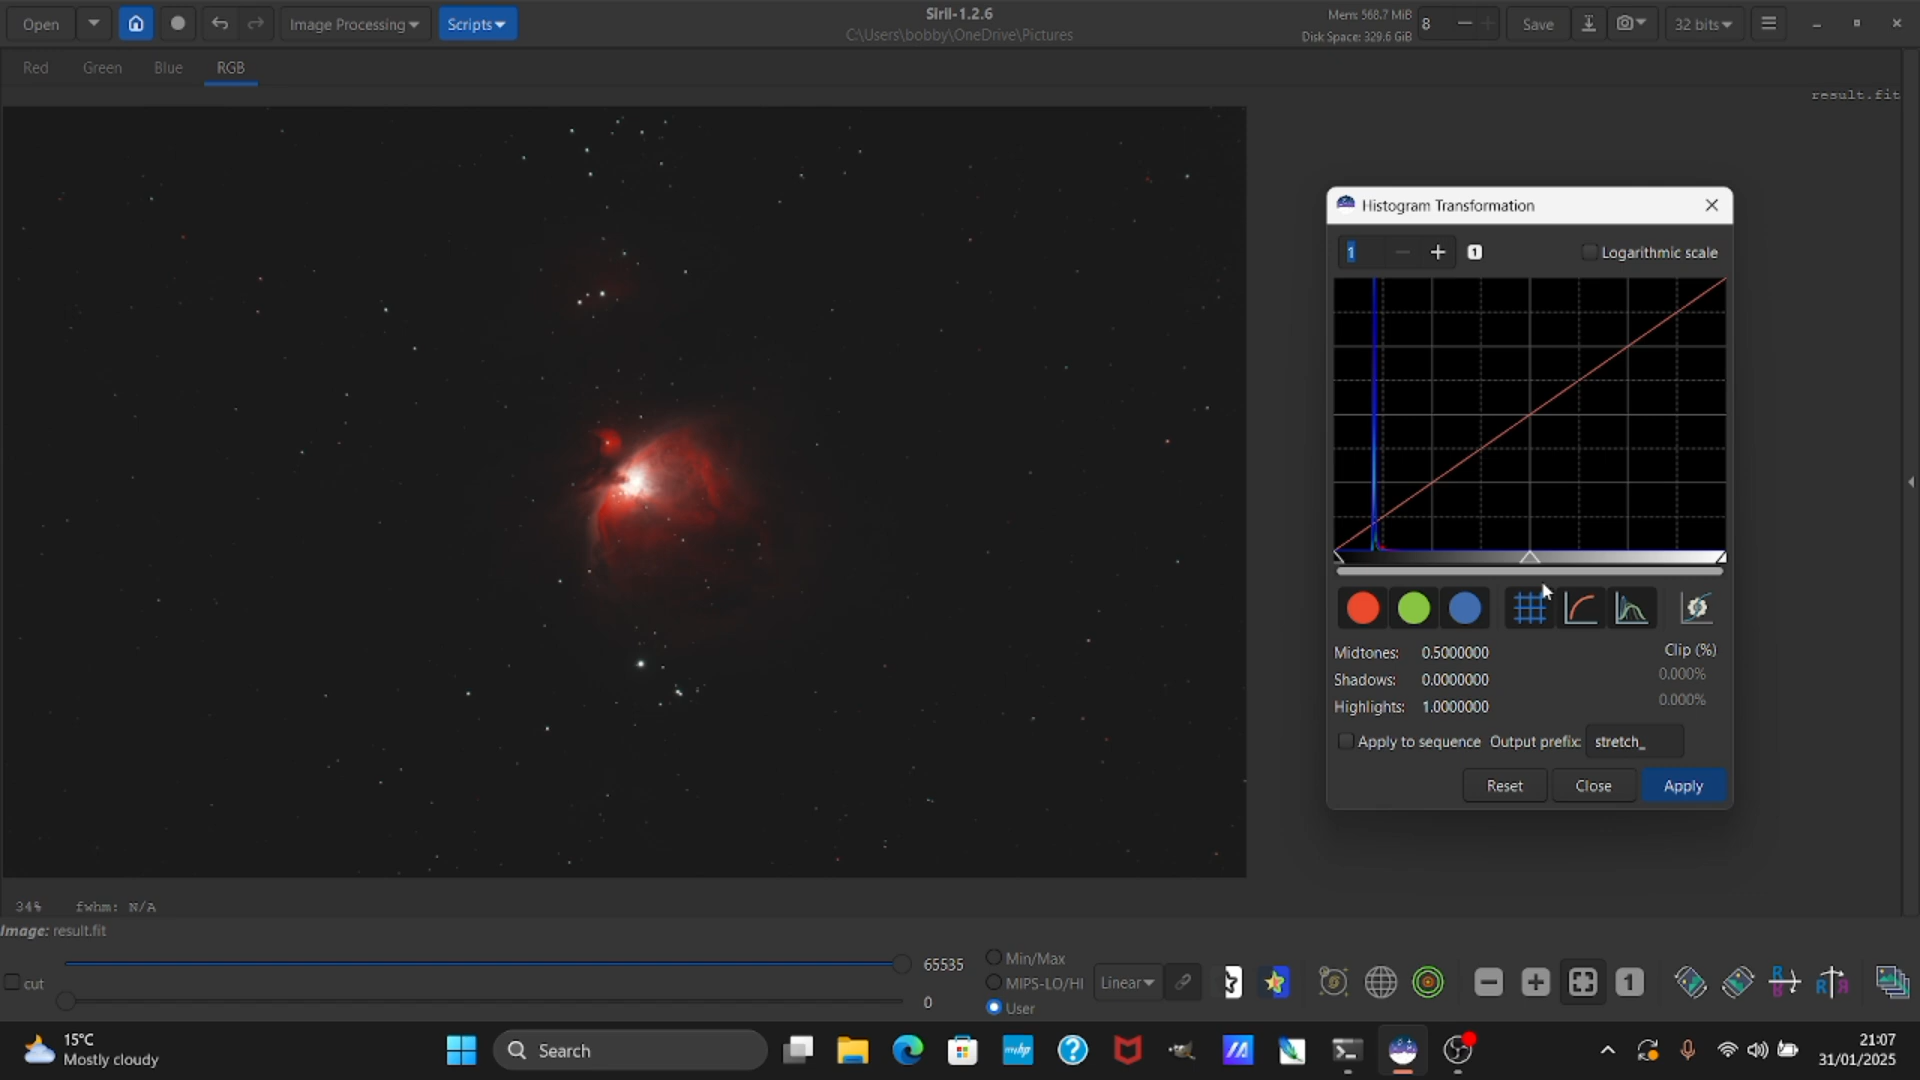 Open
Image Processing
Scripts
Siril-1.2.6
C:\Users\bobby\OneDrive\Pictures
Mem: 568.7 MiB
Disk Space: 329.6 GiB
8
Save
32 bits
Red
Green
Blue
RGB
result.fit
Histogram Transformation
1
1
Logarithmic scale
Midtones: 0.5000000
Clip (%)
Shadows: 0.0000000
0.000%
Highlights: 1.0000000
0.000%
Apply to sequence Output prefix: stretch_
Reset
Close
Apply
34% fwhm: N/A
Image: result.fit
cut
65535
0
Min/Max
MIPS-LO/HI
User
Linear
1
R
B
R R
15°C
Mostly cloudy
Search
myhp
21:07
31/01/2025